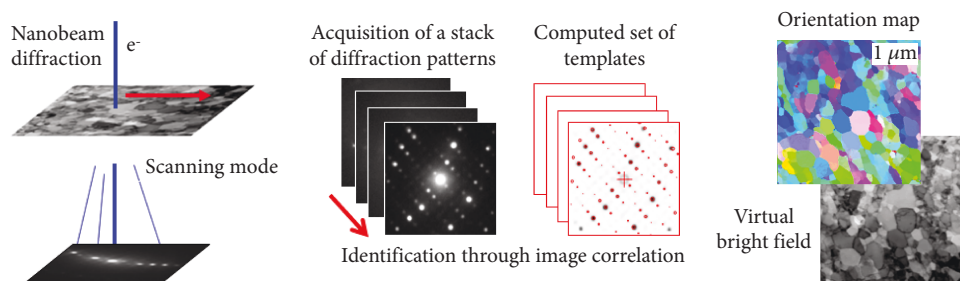 Nanobeam
diffraction
e-
Scanning mode
Acquisition of a stack
of diffraction patterns
Computed set of
templates
Identification through image correlation
Orientation map
1 μm
Virtual
bright field